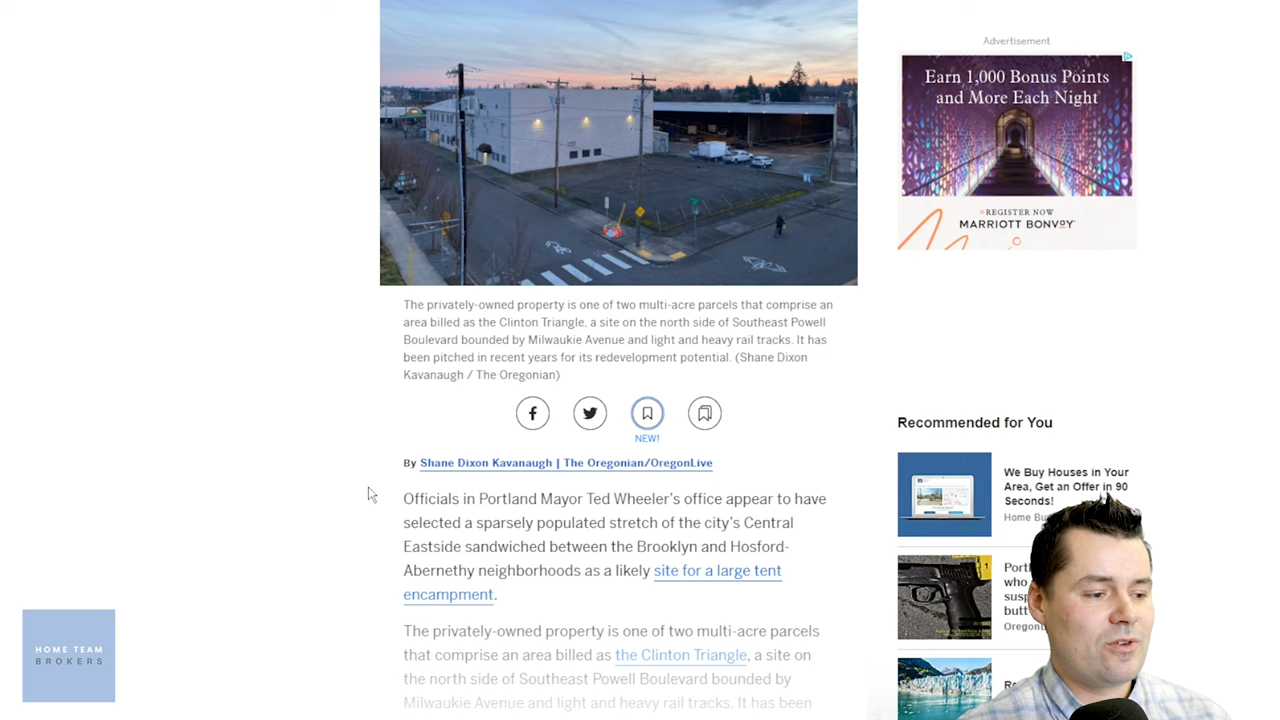 Advertisement
Earn 1,000 Bonus Points
and More Each Night
REGISTER NOW
MARRIOTT BONVOY
The privately-owned property is one of two multi-acre parcels that comprise an
area billed as the Clinton Triangle, a site on the north side of Southeast Powell
Boulevard bounded by Milwaukie Avenue and light and heavy rail tracks. It has
been pitched in recent years for its redevelopment potential. (Shane Dixon
Kavanaugh / The Oregonian)
NEW!
By Shane Dixon Kavanaugh | The Oregonian/OregonLive
Officials in Portland Mayor Ted Wheeler's office appear to have
selected a sparsely populated stretch of the city's Central
Eastside sandwiched between the Brooklyn and Hosford-
Abernethy neighborhoods as a likely site for a large tent
encampment.
The privately-owned property is one of two multi-acre parcels
that comprise an area billed as the Clinton Triangle, a site on
the north side of Southeast Powell Boulevard bounded by
Milwaukie Avenue and light and heavy rail tracks. It has been
Recommended for You
We Buy Houses in Your
Area, Get an Offer in 90
Seconds!
Home
who
HOME TEAM
BROKERS